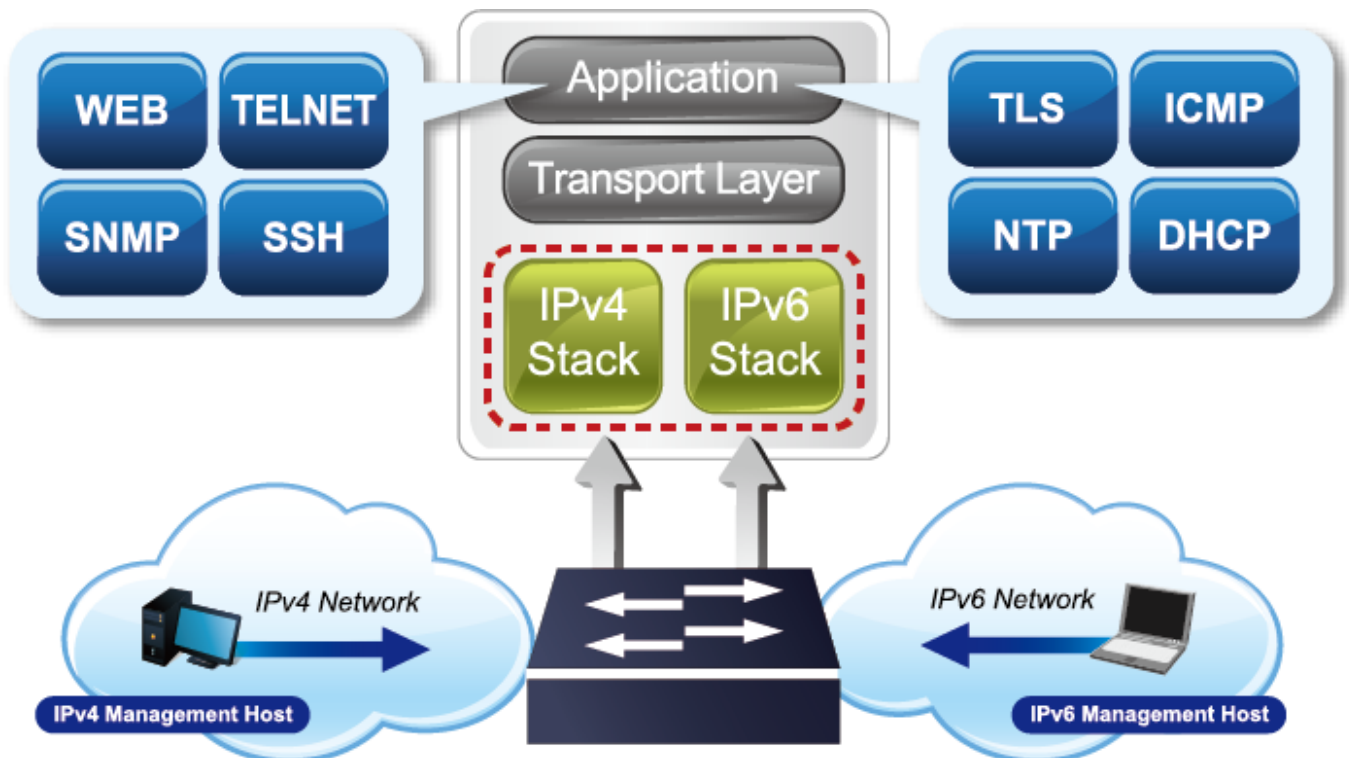 WEB
TELNET
SNMP
SSH
Application
Transport Layer
IPv4
Stack
IPv6
Stack
TLS
ICMP
NTP
DHCP
IPv4 Network
IPv4 Management Host
IPv6 Network
IPv6 Management Host